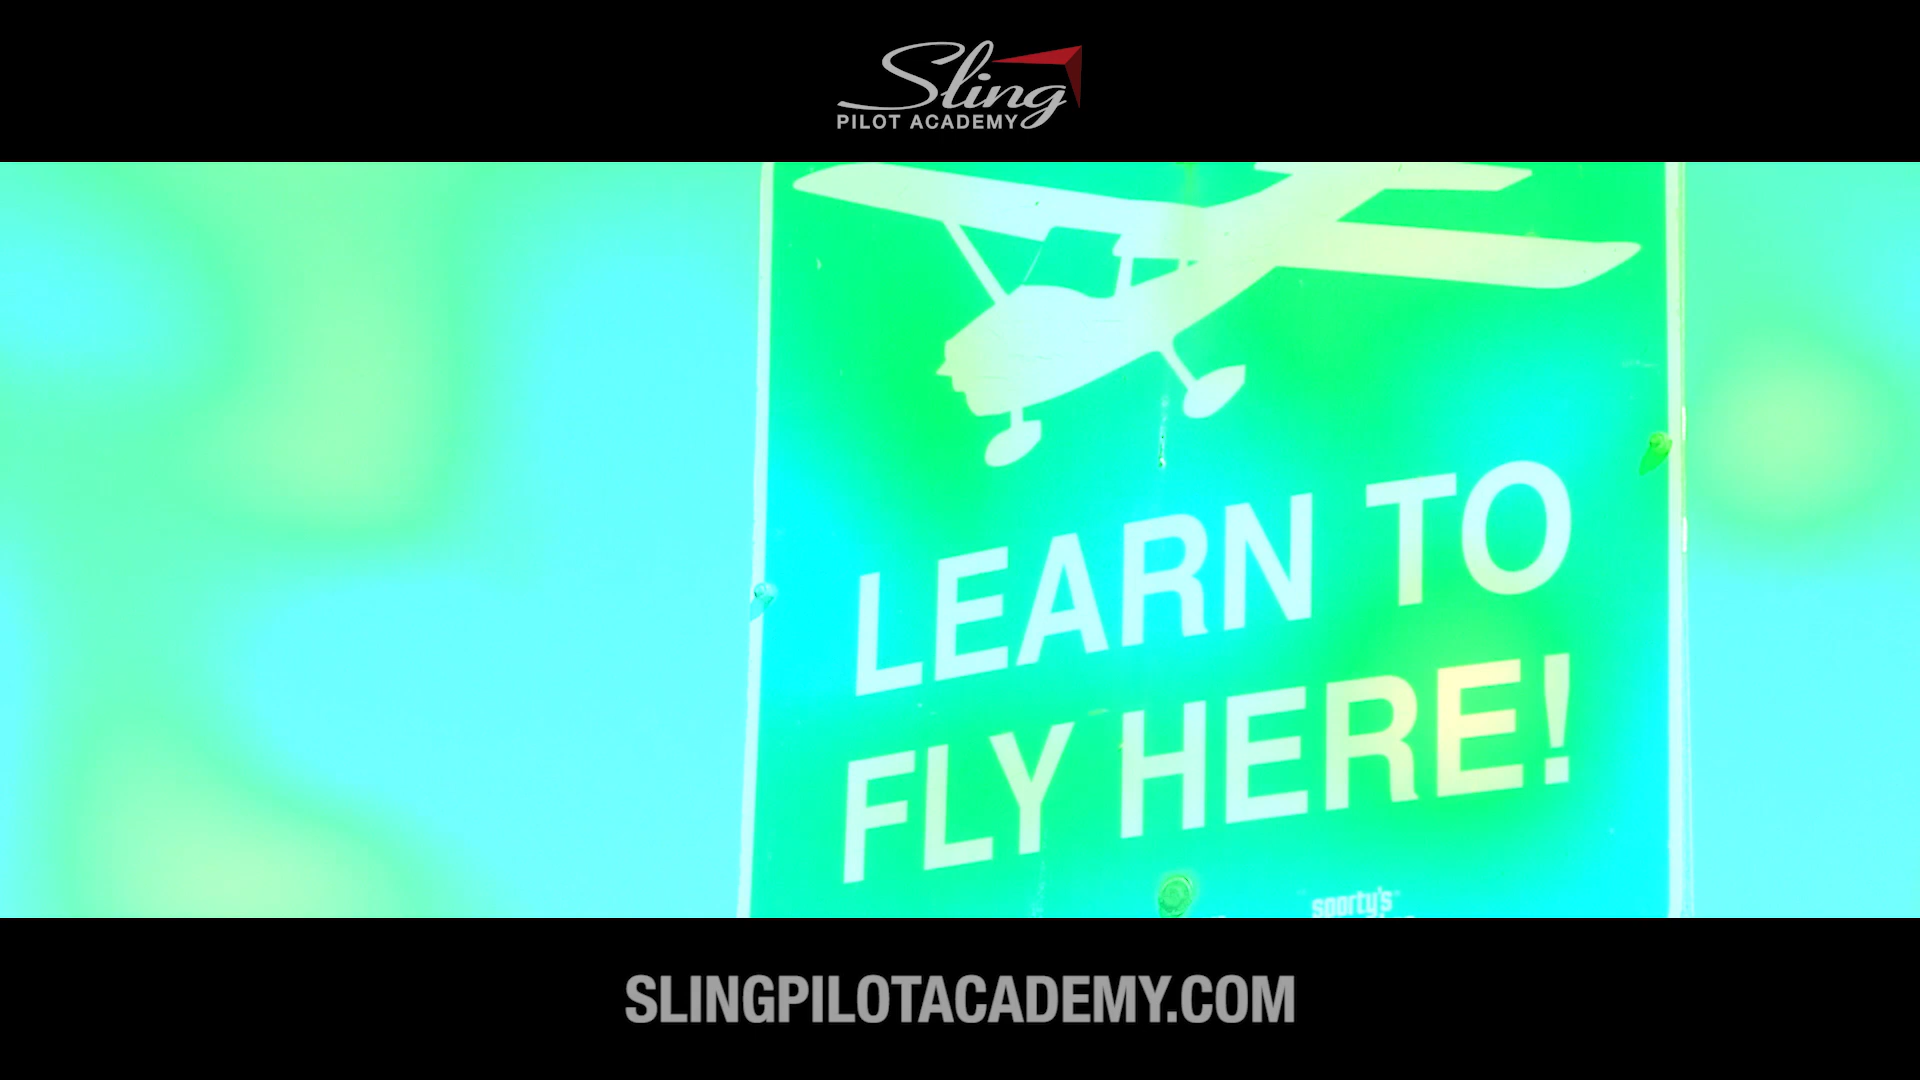 Sling
PILOT ACADEMY
LEARN TO
FLY HERE!
sporty's
SLINGPILOTACADEMY.COM